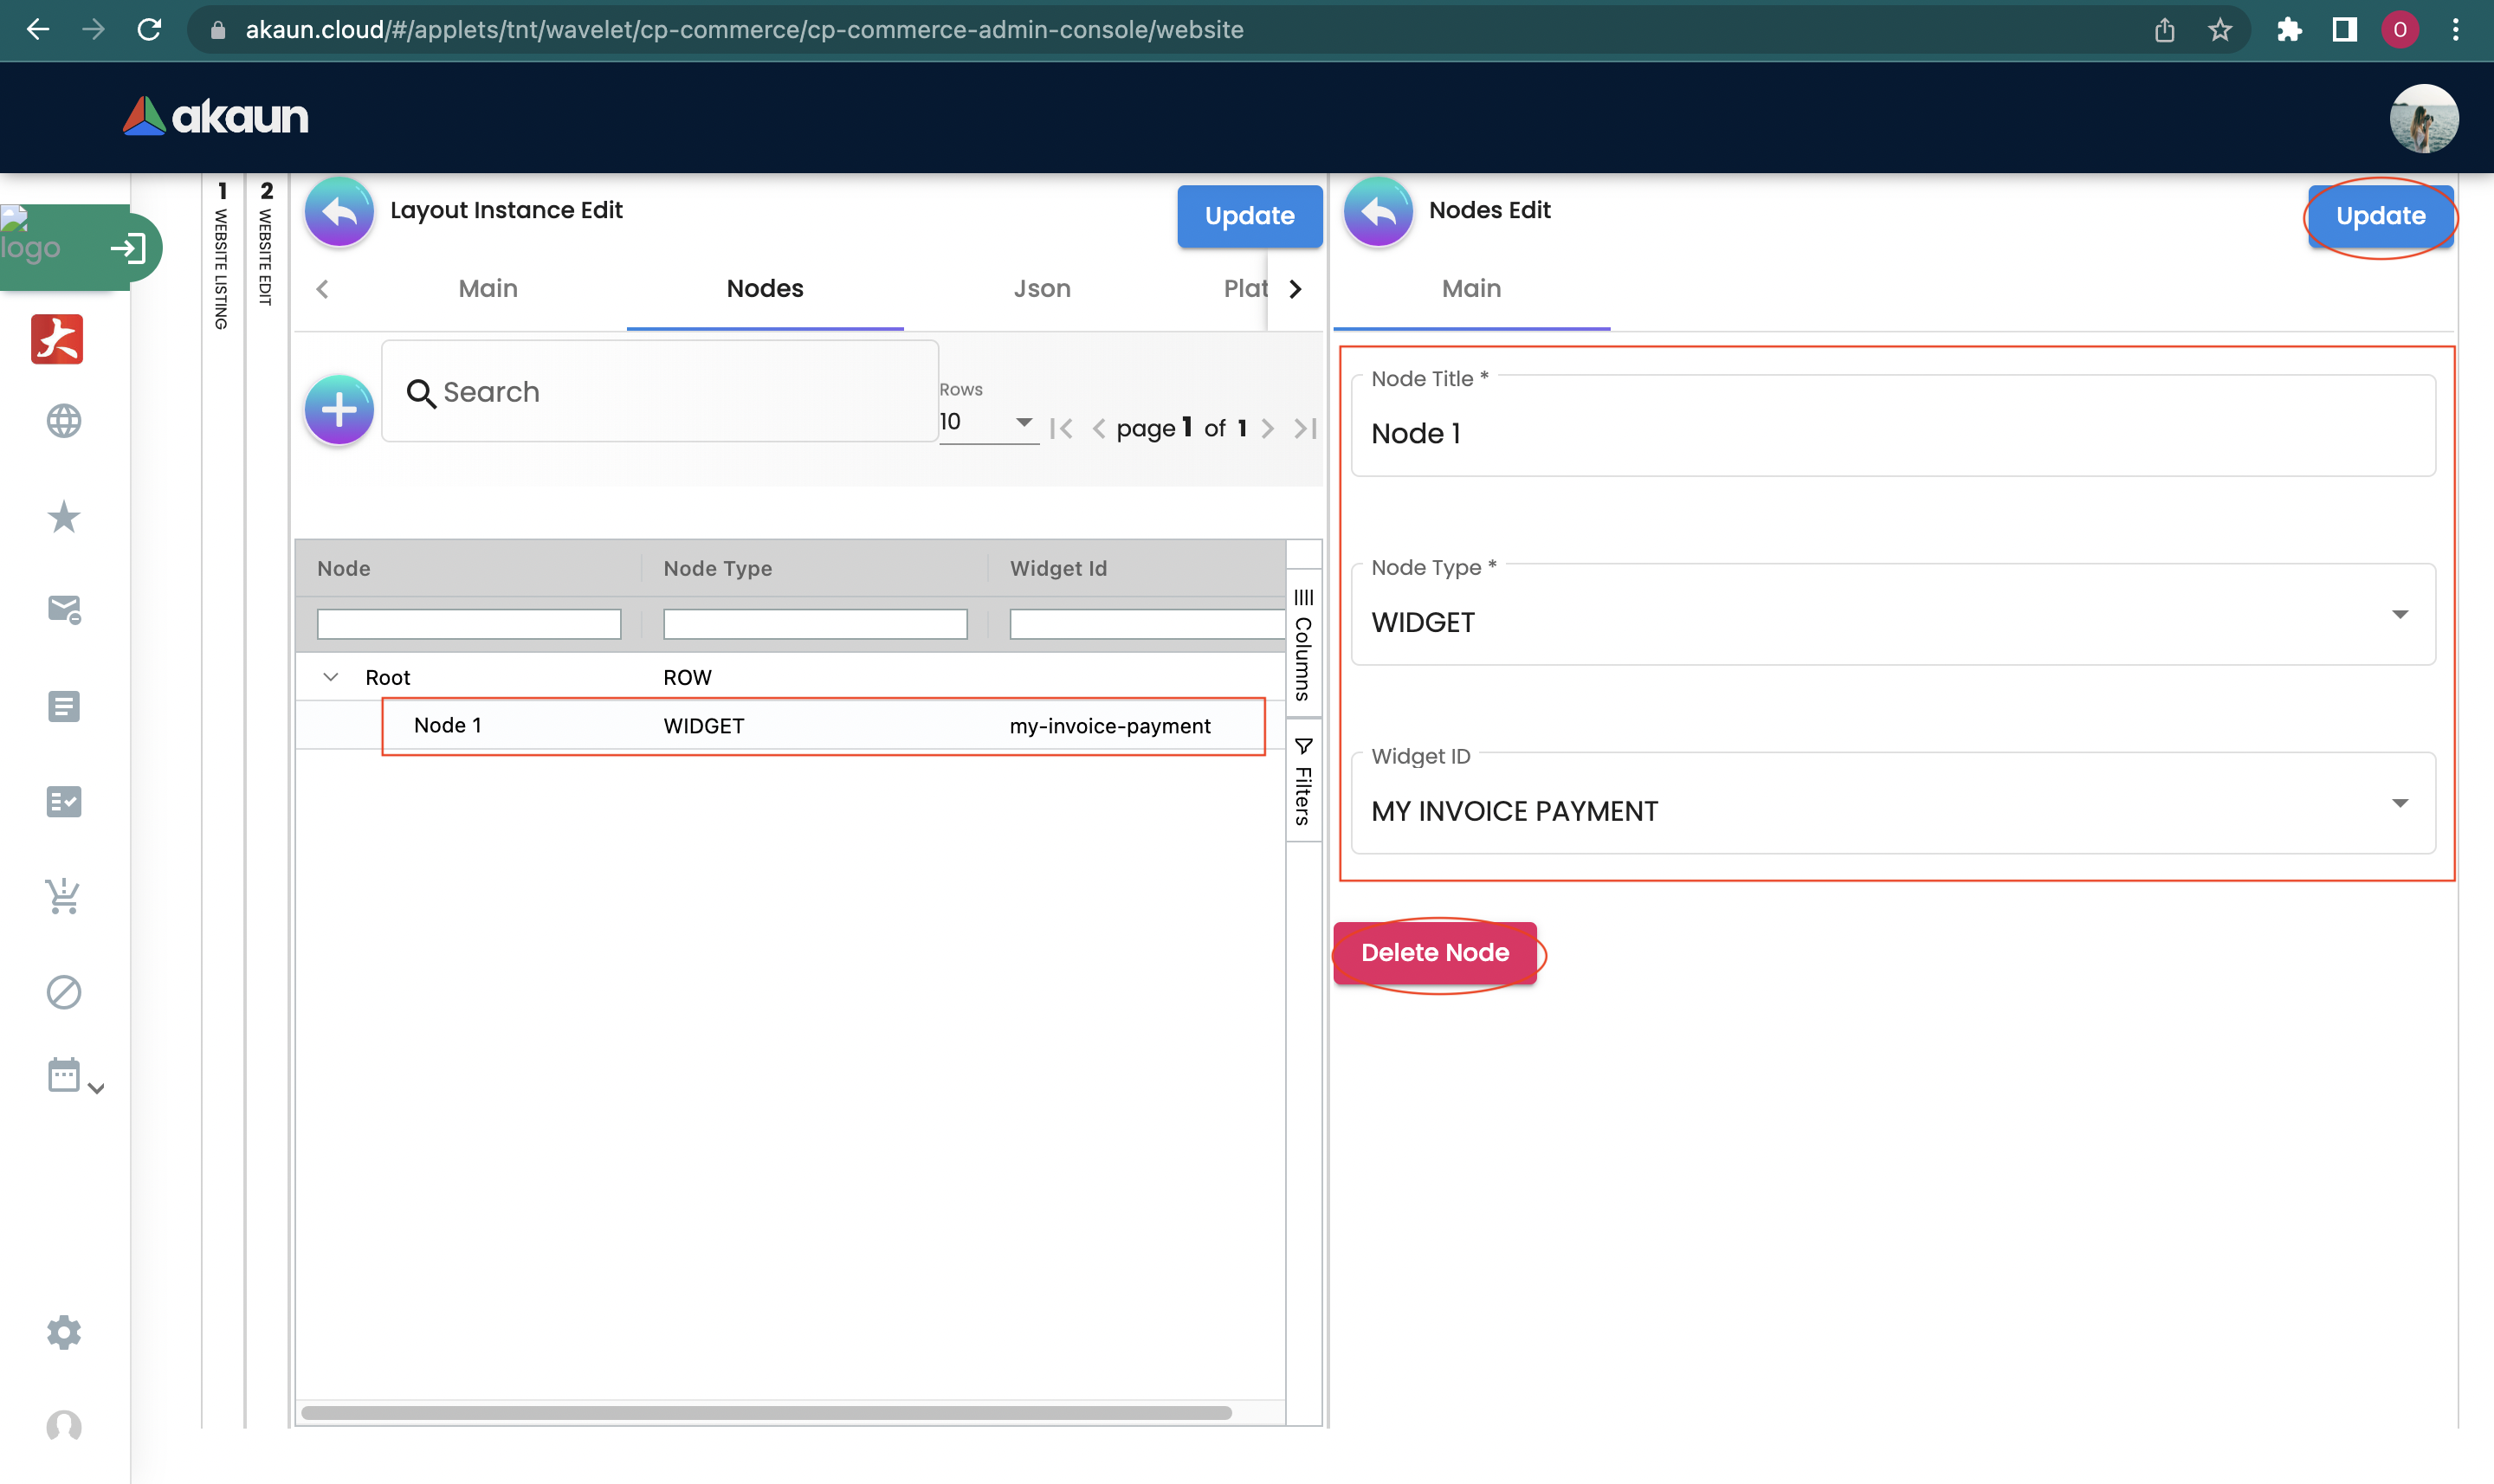 akaun.cloud/#/applets/tnt/wavelet/cp-commerce/cp-commerce-admin-console/website
O
akaun
logo
1 WEBSITE LISTING
2 WEBSITE EDIT
Layout Instance Edit
Update
Main
Nodes
Json
Plat
Search
Rows
10
page 1 of 1
Node Node Type Widget Id
Root ROW
Node 1 WIDGET my-invoice-payment
Columns
Filters
Nodes Edit
Update
Main
Node Title *
Node 1
Node Type *
WIDGET
Widget ID
MY INVOICE PAYMENT
Delete Node